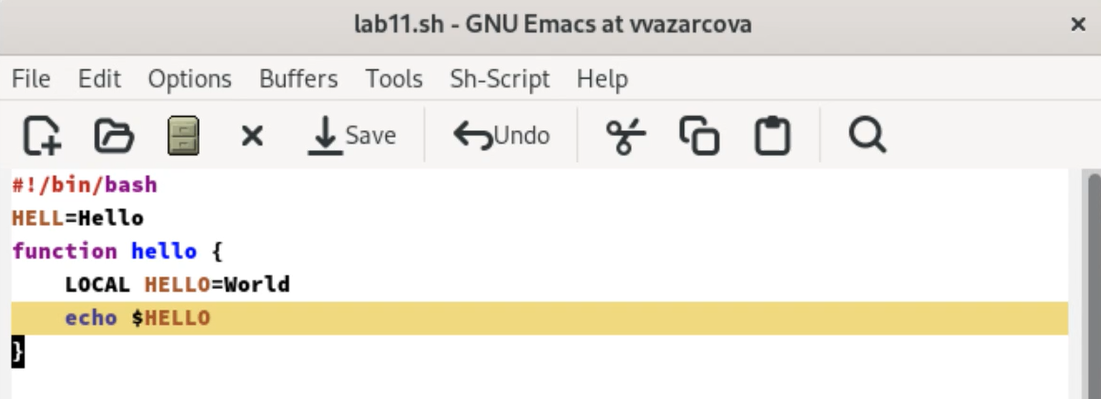 lab11.sh - GNU Emacs at vvazarcova
File Edit Options Buffers Tools Sh-Script Help
Save Undo
#!/bin/bash
HELL=Hello
function hello {
    LOCAL HELLO=World
    echo $HELLO
}